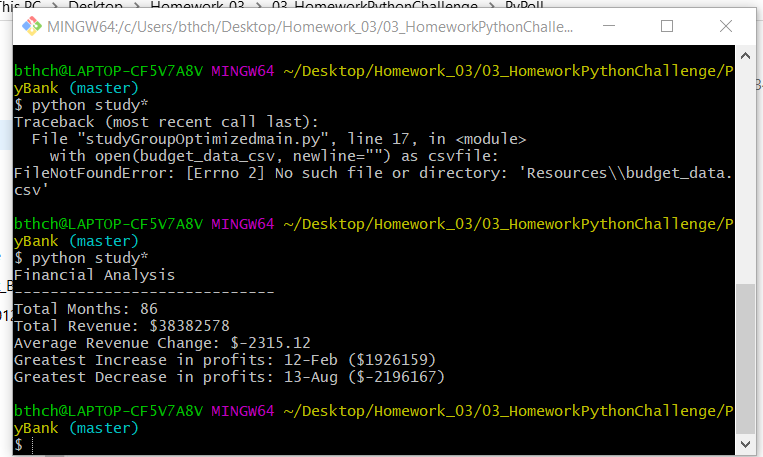 This PC > Desktop > Homework_03 > 03_HomeworkPythonChallenge > PyPoll
MINGW64:/c/Users/bthch/Desktop/Homework_03/03_HomeworkPythonChalle...
bthch@LAPTOP-CF5V7A8V MINGW64 ~/Desktop/Homework_03/03_HomeworkPythonChallenge/P
yBank (master)
$ python study*
Traceback (most recent call last):
  File "studyGroupOptimizedmain.py", line 17, in <module>
    with open(budget_data_csv, newline="") as csvfile:
FileNotFoundError: [Errno 2] No such file or directory: 'Resources\\budget_data.
csv'
bthch@LAPTOP-CF5V7A8V MINGW64 ~/Desktop/Homework_03/03_HomeworkPythonChallenge/P
yBank (master)
$ python study*
Financial Analysis
-----------------------------
Total Months: 86
Total Revenue: $38382578
Average Revenue Change: $-2315.12
Greatest Increase in profits: 12-Feb ($1926159)
Greatest Decrease in profits: 13-Aug ($-2196167)
bthch@LAPTOP-CF5V7A8V MINGW64 ~/Desktop/Homework_03/03_HomeworkPythonChallenge/P
yBank (master)
$